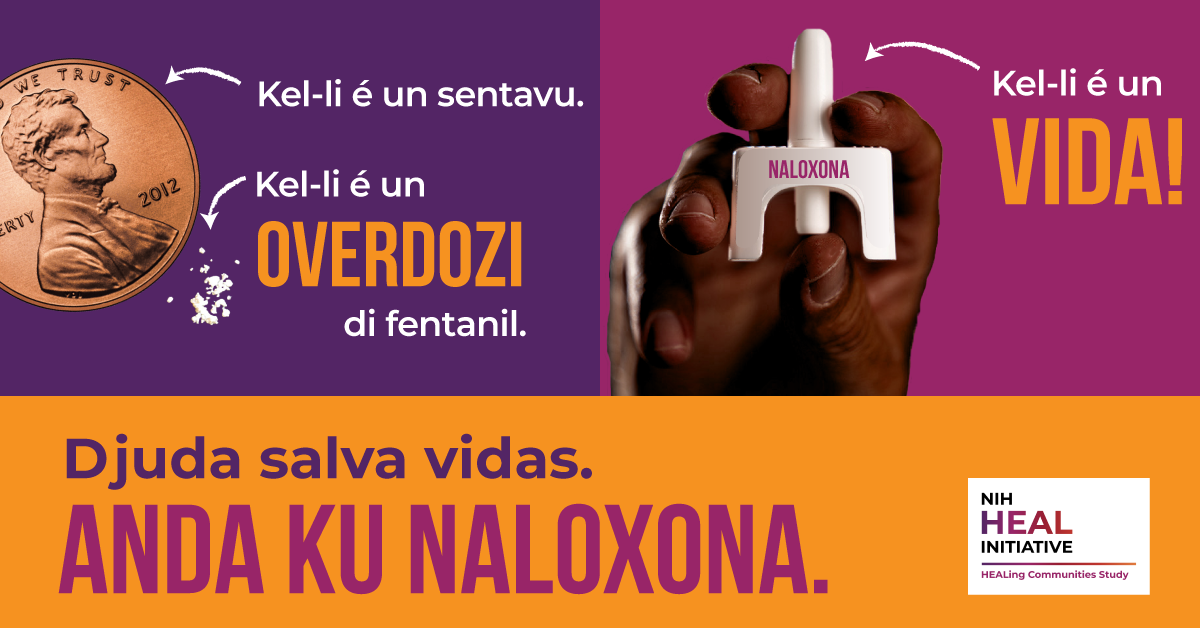 WE TRUST
2012
ERTY
Kel-li é un sentavu.
Kel-li é un
OVERDOZI
di fentanil.
NALOXONA
Kel-li é un
VIDA!
Djuda salva vidas.
ANDA KU NALOXONA.
NIH
HEAL
INITIATIVE
HEALing Communities Study